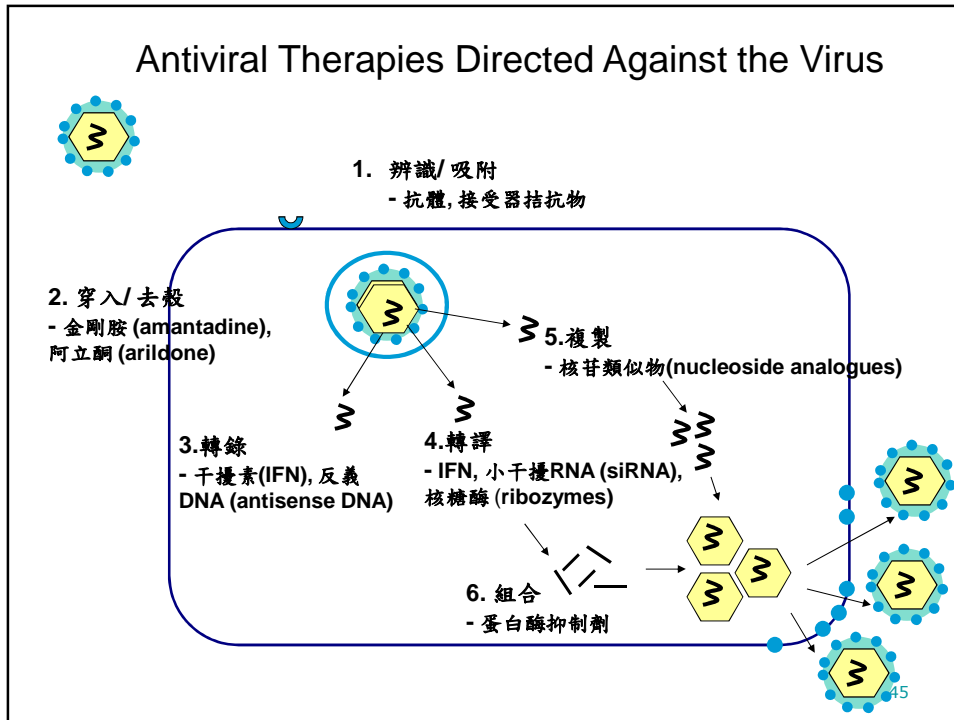 Antiviral Therapies Directed Against the Virus
1. 辨識/ 吸附
- 抗體, 接受器拮抗物
2. 穿入/ 去殼
- 金剛胺 (amantadine),
阿立酮 (arildone)
5.複製
- 核苷類似物(nucleoside analogues)
3.轉錄
- 干擾素(IFN), 反義
DNA (antisense DNA)
4.轉譯
- IFN, 小干擾RNA (siRNA),
核糖酶 (ribozymes)
6. 組合
- 蛋白酶抑制劑
45